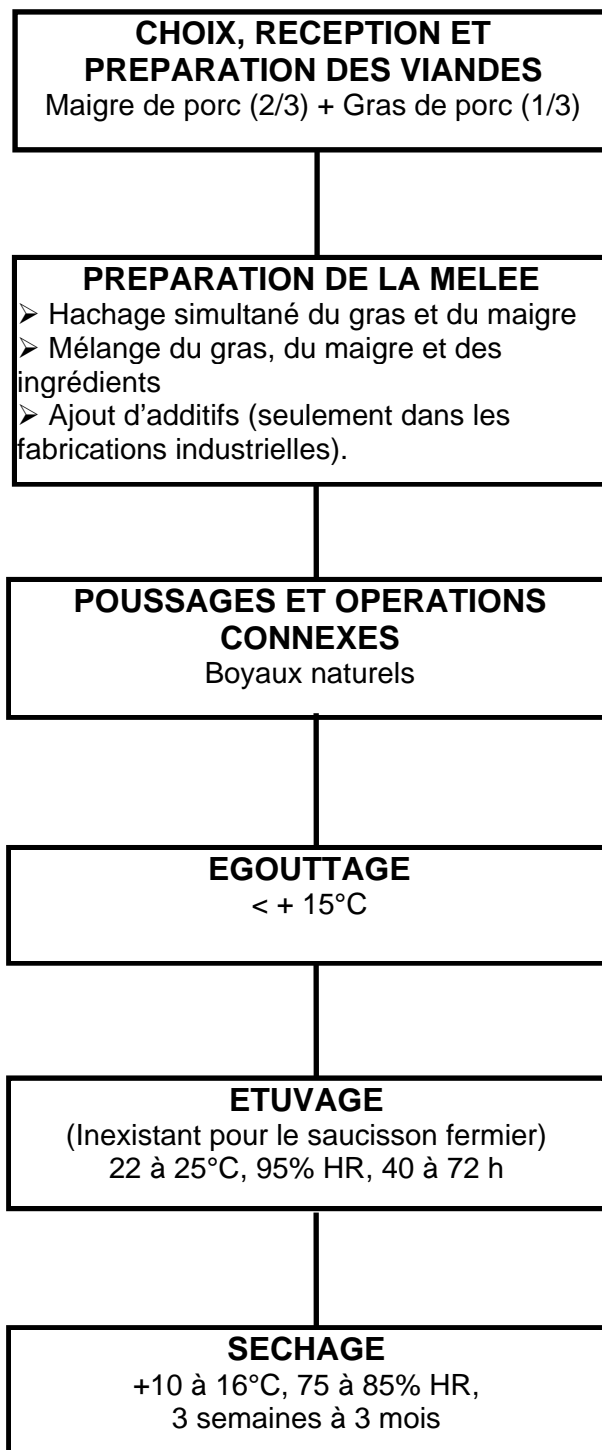 CHOIX, RECEPTION ET
PREPARATION DES VIANDES
Maigre de porc (2/3) + Gras de porc (1/3)
PREPARATION DE LA MELEE
➢ Hachage simultané du gras et du maigre
➢ Mélange du gras, du maigre et des
ingrédients
➢ Ajout d'additifs (seulement dans les
fabrications industrielles).
POUSSAGES ET OPERATIONS
CONNEXES
Boyaux naturels
EGOUTTAGE
< + 15°C
ETUVAGE
(Inexistant pour le saucisson fermier)
22 à 25°C, 95% HR, 40 à 72 h
SECHAGE
+10 à 16°C, 75 à 85% HR,
3 semaines à 3 mois